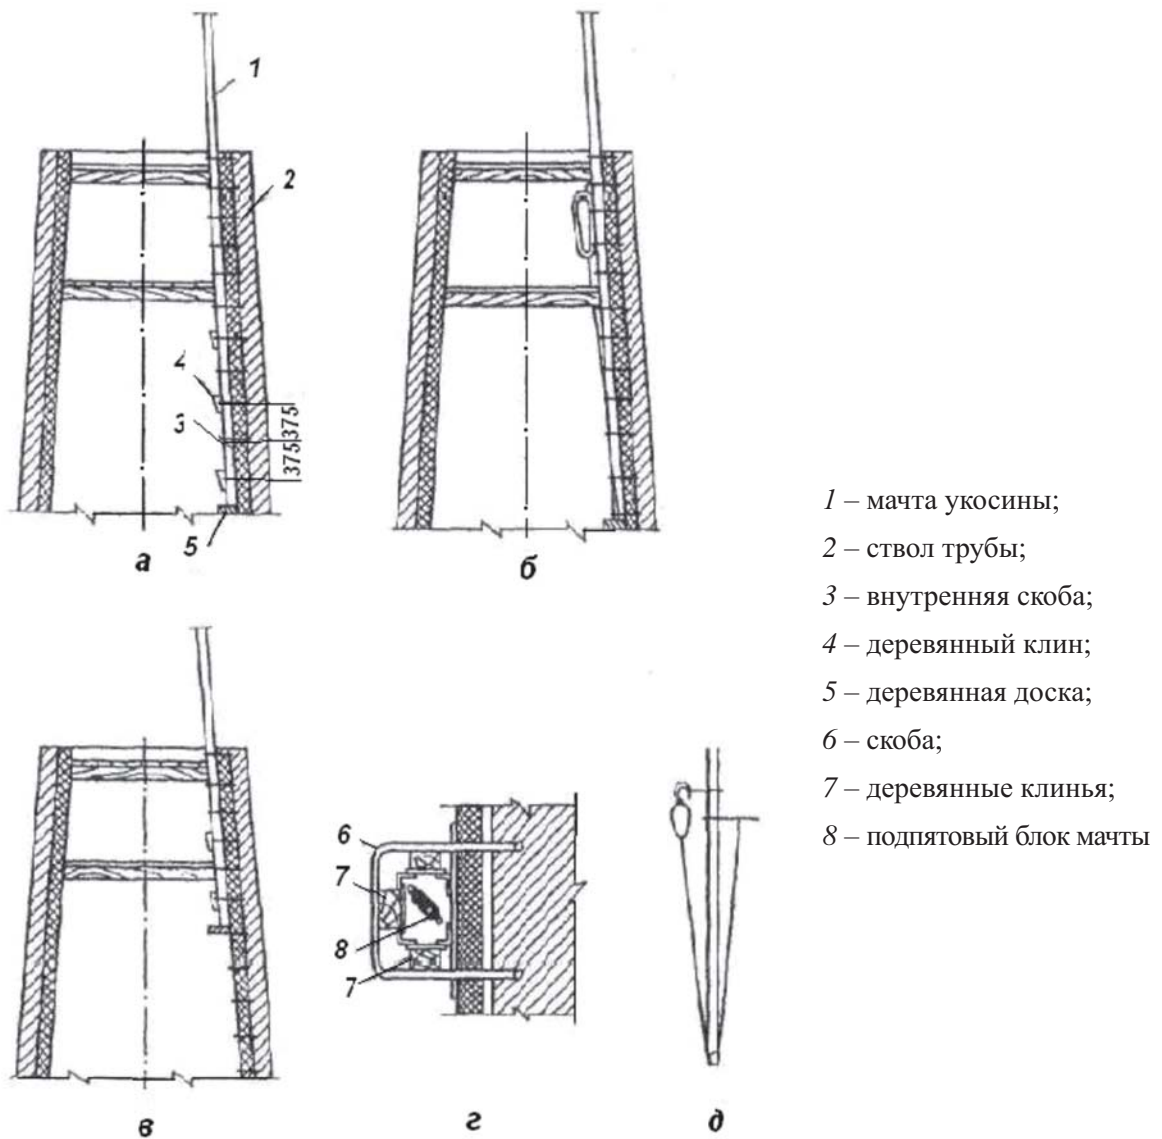 1
2
4
3
375
375
5
а
б
1 – мачта укосины;
2 – ствол трубы;
3 – внутренняя скоба;
4 – деревянный клин;
5 – деревянная доска;
6 – скоба;
7 – деревянные клинья;
8 – подпятовый блок мачты
6
7
8
7
в
г
д